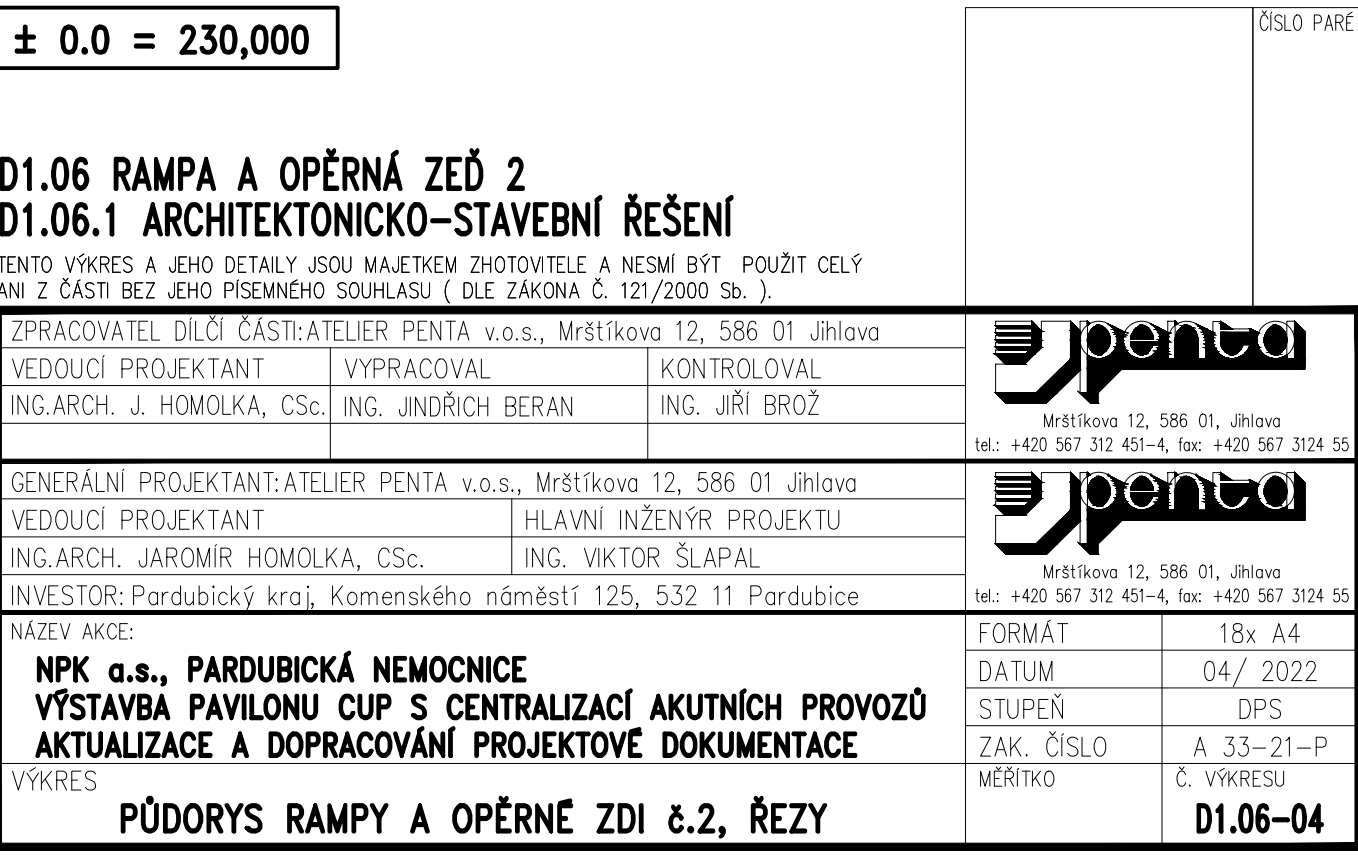 ± 0.0 = 230,000
ČÍSLO PARÉ
D1.06 RAMPA A OPĚRNÁ ZEĎ 2
D1.06.1 ARCHITEKTONICKO-STAVEBNÍ ŘEŠENÍ
TENTO VÝKRES A JEHO DETAILY JSOU MAJETKEM ZHOTOVITELE A NESMÍ BÝT POUŽIT CELÝ
ANI Z ČÁSTI BEZ JEHO PÍSEMNÉHO SOUHLASU ( DLE ZÁKONA Č. 121/2000 Sb. ).
ZPRACOVATEL DÍLČÍ ČÁSTI: ATELIER PENTA v.o.s., Mrštíkova 12, 586 01 Jihlava
VEDOUCÍ PROJEKTANT VYPRACOVAL KONTROLOVAL
ING.ARCH. J. HOMOLKA, CSc. ING. JINDŘICH BERAN ING. JIŘÍ BROŽ
penta
Mrštíkova 12, 586 01, Jihlava
tel.: +420 567 312 451-4, fax: +420 567 3124 55
GENERÁLNÍ PROJEKTANT: ATELIER PENTA v.o.s., Mrštíkova 12, 586 01 Jihlava
VEDOUCÍ PROJEKTANT HLAVNÍ INŽENÝR PROJEKTU
ING.ARCH. JAROMÍR HOMOLKA, CSc. ING. VIKTOR ŠLAPAL
INVESTOR: Pardubický kraj, Komenského náměstí 125, 532 11 Pardubice
penta
Mrštíkova 12, 586 01, Jihlava
tel.: +420 567 312 451-4, fax: +420 567 3124 55
NÁZEV AKCE:
NPK a.s., PARDUBICKÁ NEMOCNICE
VÝSTAVBA PAVILONU CUP S CENTRALIZACÍ AKUTNÍCH PROVOZŮ
AKTUALIZACE A DOPRACOVÁNÍ PROJEKTOVÉ DOKUMENTACE
FORMÁT 18x A4
DATUM 04/ 2022
STUPEŇ DPS
ZAK. ČÍSLO A 33-21-P
VÝKRES
PŮDORYS RAMPY A OPĚRNÉ ZDI č.2, ŘEZY
MĚŘÍTKO Č. VÝKRESU
D1.06-04